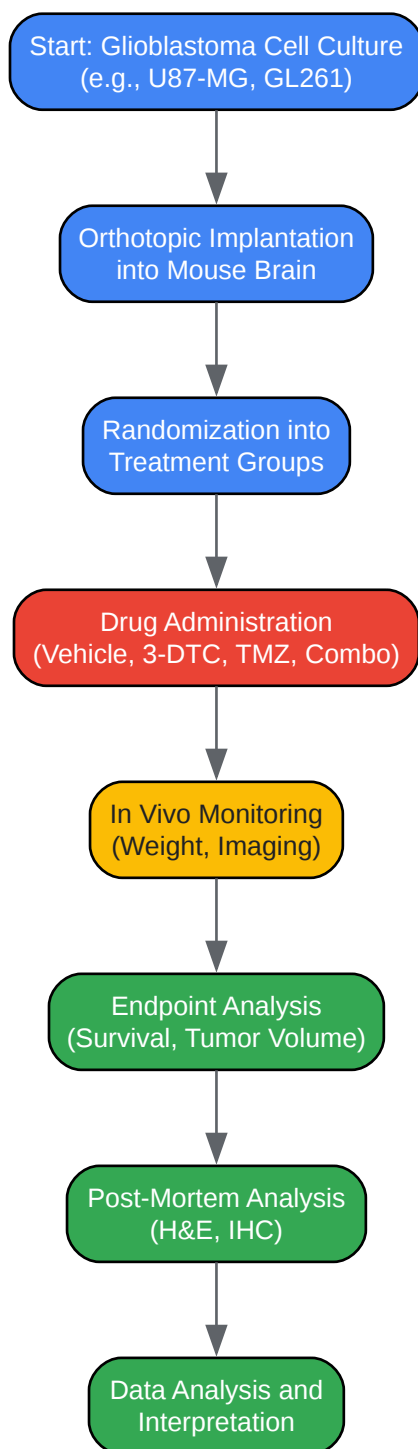 Start: Glioblastoma Cell Culture
(e.g., U87-MG, GL261)
Orthotopic Implantation
into Mouse Brain
Randomization into
Treatment Groups
Drug Administration
(Vehicle, 3-DTC, TMZ, Combo)
In Vivo Monitoring
(Weight, Imaging)
Endpoint Analysis
(Survival, Tumor Volume)
Post-Mortem Analysis
(H&E, IHC)
Data Analysis and
Interpretation